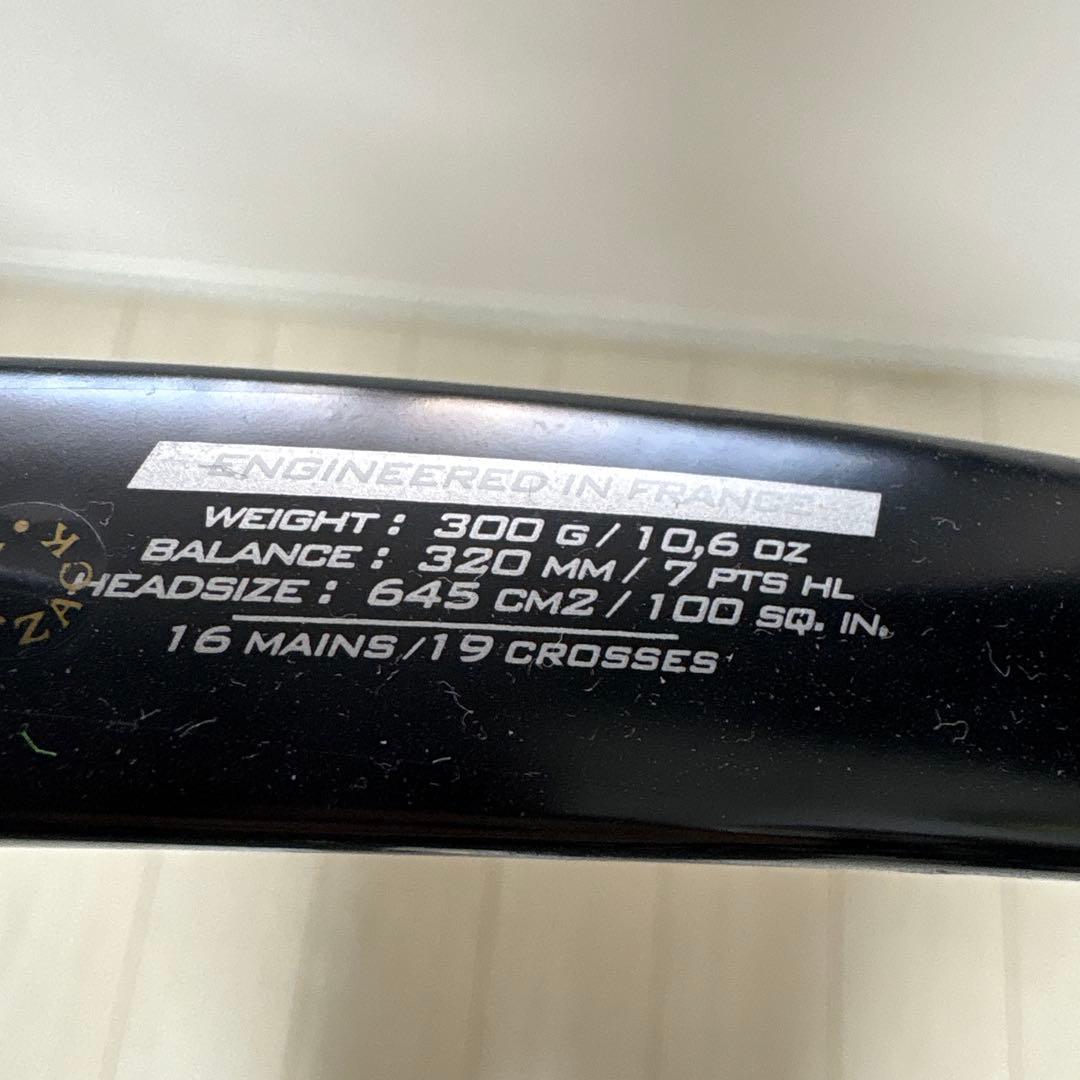 ENGINEERED IN FRANCE
WEIGHT : 300 G / 10,6 OZ
BALANCE : 320 MM / 7 PTS HL
HEADSIZE : 645 CM2 / 100 SQ. IN.
16 MAINS /19 CROSSES
ZACK